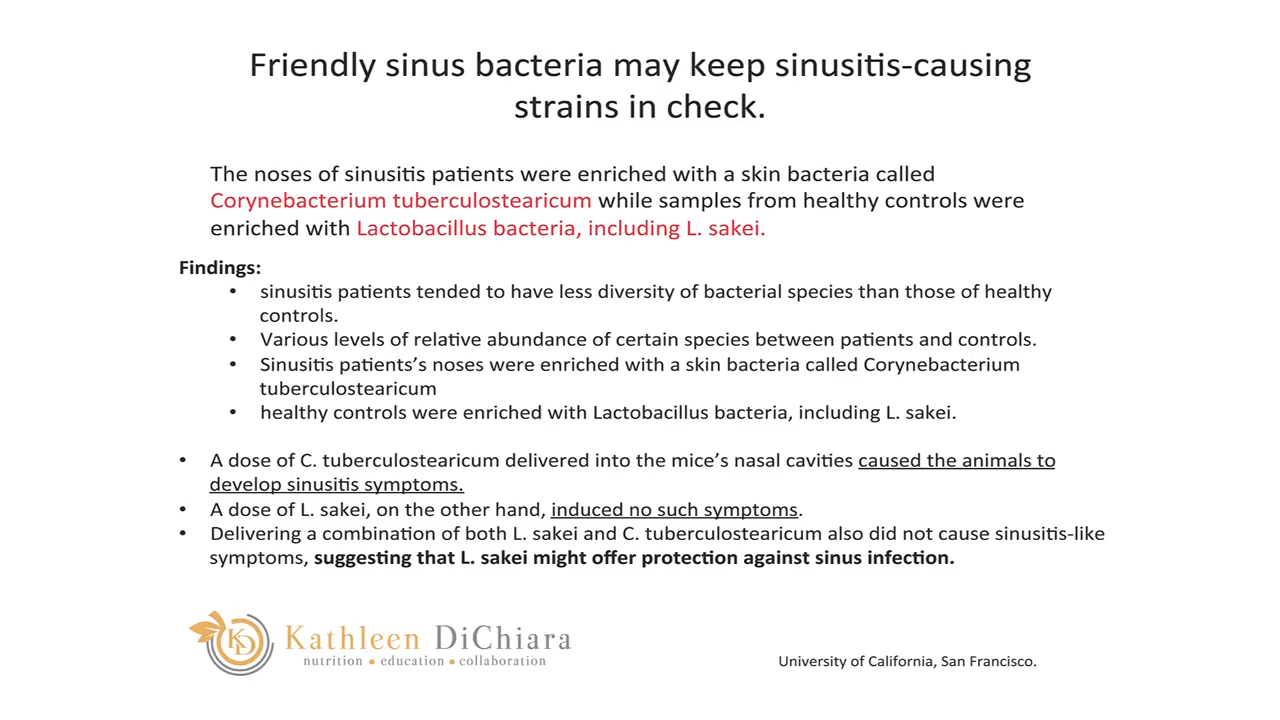 Friendly sinus bacteria may keep sinusitis-causing
strains in check.
The noses of sinusitis patients were enriched with a skin bacteria called
Corynebacterium tuberculostearicum while samples from healthy controls were
enriched with Lactobacillus bacteria, including L. sakei.
Findings:
• sinusitis patients tended to have less diversity of bacterial species than those of healthy
controls.
• Various levels of relative abundance of certain species between patients and controls.
• Sinusitis patients's noses were enriched with a skin bacteria called Corynebacterium
tuberculostearicum
• healthy controls were enriched with Lactobacillus bacteria, including L. sakei.
• A dose of C. tuberculostearicum delivered into the mice's nasal cavities caused the animals to
develop sinusitis symptoms.
• A dose of L. sakei, on the other hand, induced no such symptoms.
• Delivering a combination of both L. sakei and C. tuberculostearicum also did not cause sinusitis-like
symptoms, suggesting that L. sakei might offer protection against sinus infection.
KD
Kathleen DiChiara
nutrition • education • collaboration
University of California, San Francisco.